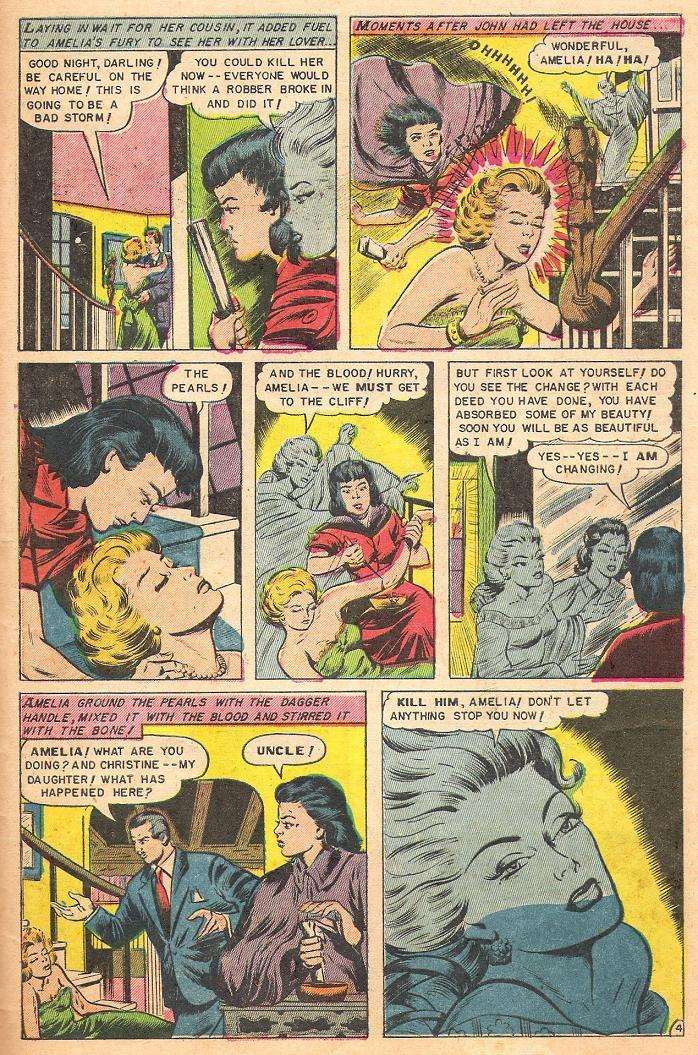 LAYING IN WAIT FOR HER COUSIN, IT ADDED FUEL
TO AMELIA'S FURY TO SEE HER WITH HER LOVER...
GOOD NIGHT, DARLING!
BE CAREFUL ON THE
WAY HOME! THIS IS
GOING TO BE A
BAD STORM!
YOU COULD KILL HER
NOW--EVERYONE WOULD
THINK A ROBBER BROKE IN
AND DID IT!
MOMENTS AFTER JOHN HAD LEFT THE HOUSE...
OHHHHHH!
WONDERFUL,
AMELIA! HA! HA!
THE
PEARLS!
AND THE BLOOD! HURRY,
AMELIA--WE MUST GET
TO THE CLIFF!
BUT FIRST LOOK AT YOURSELF! DO
YOU SEE THE CHANGE? WITH EACH
DEED YOU HAVE DONE, YOU HAVE
ABSORBED SOME OF MY BEAUTY!
SOON YOU WILL BE AS BEAUTIFUL
AS I AM!
YES--YES--I AM
CHANGING!
AMELIA GROUND THE PEARLS WITH THE DAGGER
HANDLE, MIXED IT WITH THE BLOOD AND STIRRED IT
WITH THE BONE!
AMELIA! WHAT ARE YOU
DOING? AND CHRISTINE--MY
DAUGHTER! WHAT HAS
HAPPENED HERE?
UNCLE!
KILL HIM, AMELIA! DON'T LET
ANYTHING STOP YOU NOW!
4